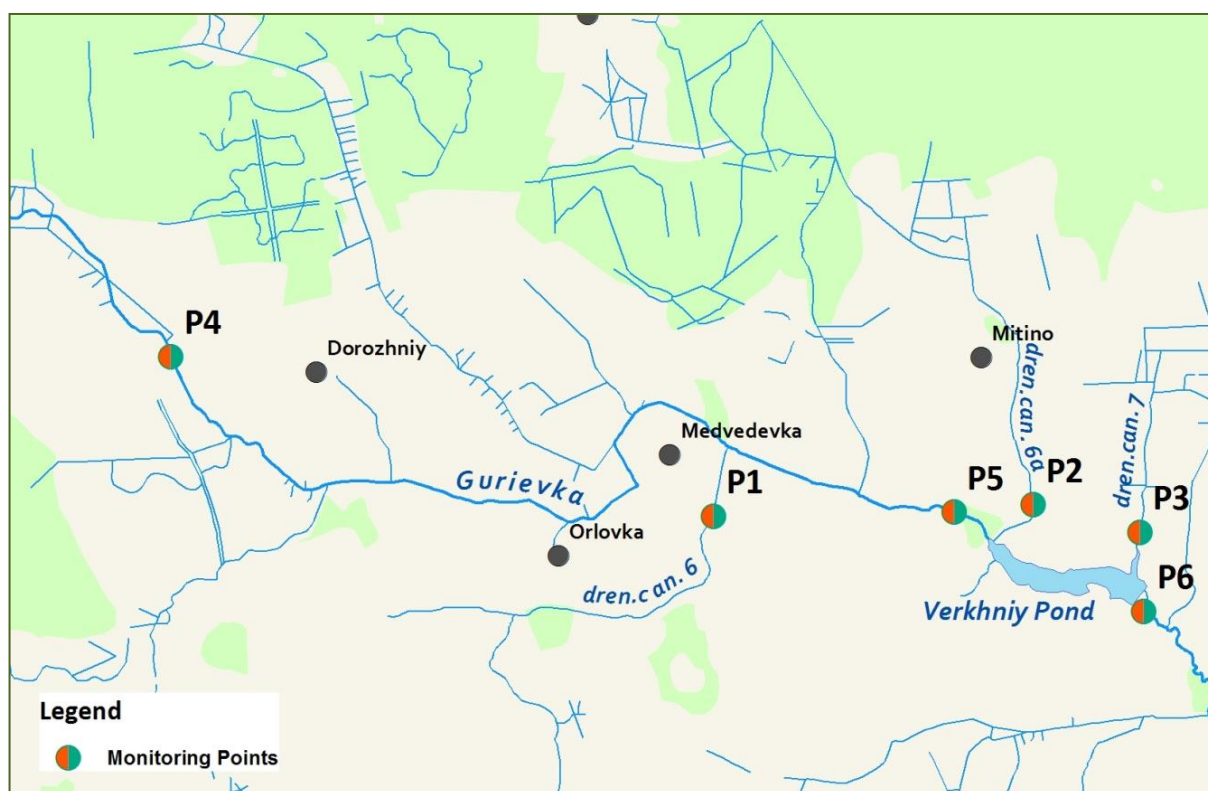 P4
Dorozhniy
Mitino
dren.can. 6a
dren.can. 7
Medvedevka
Gurievka
P1
P5
P2
P3
Orlovka
dren.c an. 6
P6
Verkhniy Pond
Legend
Monitoring Points